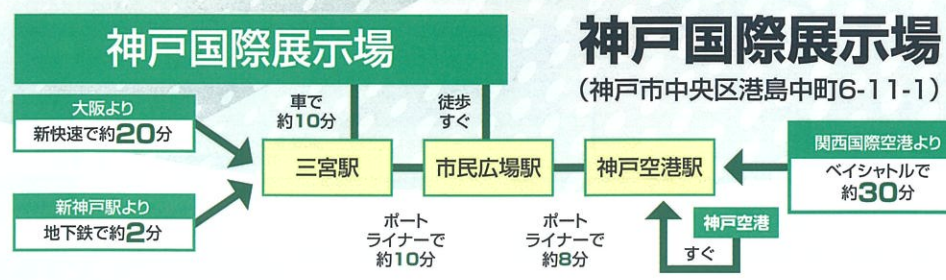 神戸国際展示場
神戸国際展示場
(神戸市中央区港島中町6-11-1)
車で
約10分
徒歩
すぐ
大阪より
新快速で約20分
新神戸駅より
地下鉄で約2分
三宮駅
市民広場駅
神戸空港駅
関西国際空港より
ベイシャトルで
約30分
ポート
ライナーで
約10分
ポート
ライナーで
約8分
神戸空港
すぐ